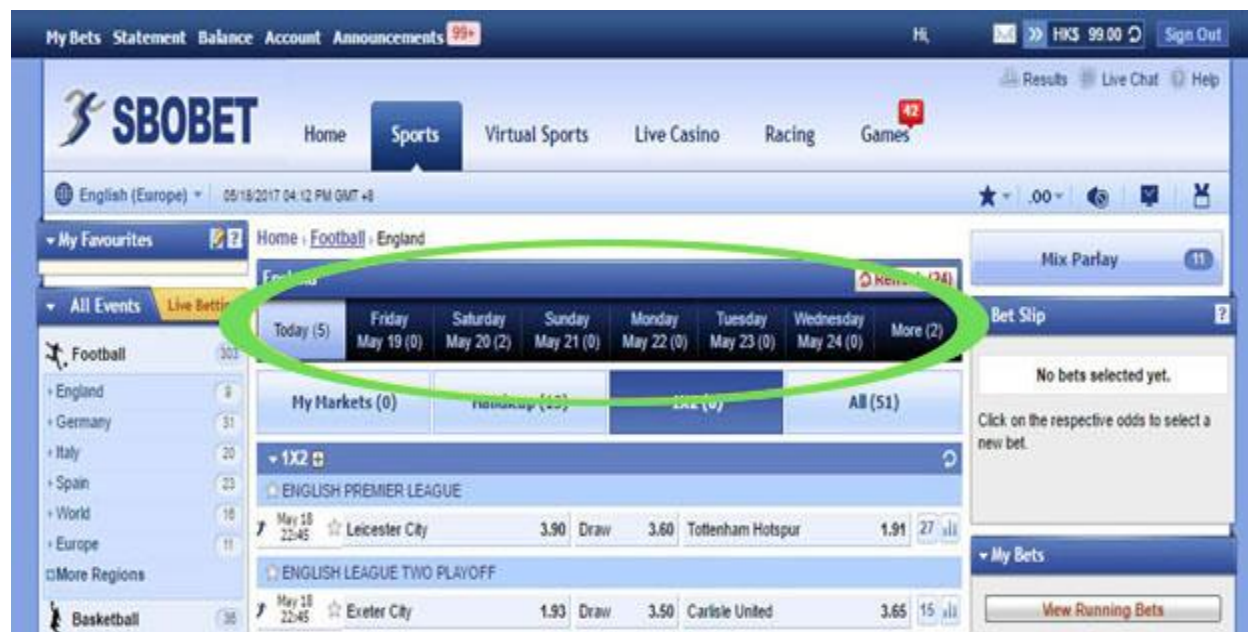 My Bets Statement Balance Account Announcements 99+ Hi, HK$ 99.00 Sign Out
Results Live Chat Help
SBOBET Home Sports Virtual Sports Live Casino Racing Games 42
English (Europe) 05/18/2017 04:12 PM GMT +8 .00
My Favourites ?
Home Football England
Mix Parlay 11
England Refresh (24)
All Events Live Betting
Today (5) Friday May 19 (0) Saturday May 20 (2) Sunday May 21 (0) Monday May 22 (0) Tuesday May 23 (0) Wednesday May 24 (0) More (2)
Bet Slip ?
Football 303
No bets selected yet.
England 9
My Markets (0) Handicap 1X2 All (51)
Germany 31
Click on the respective odds to select a
new bet.
Italy 20
1X2
Spain 23
ENGLISH PREMIER LEAGUE
World 16
May 18 22:45 Leicester City 3.90 Draw 3.60 Tottenham Hotspur 1.91 27
Europe 11
My Bets
More Regions
ENGLISH LEAGUE TWO PLAYOFF
May 18 22:45 Exeter City 1.93 Draw 3.50 Carlisle United 3.65 15
View Running Bets
Basketball 36